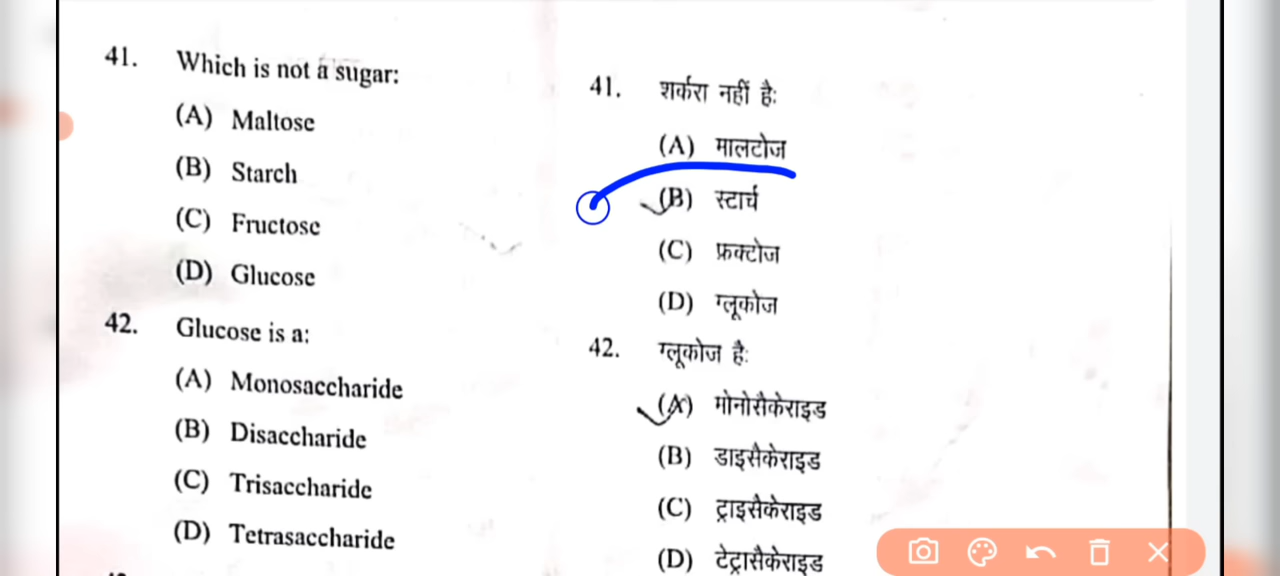 41. Which is not a sugar:
(A) Maltose
(B) Starch
(C) Fructose
(D) Glucose
42. Glucose is a:
(A) Monosaccharide
(B) Disaccharide
(C) Trisaccharide
(D) Tetrasaccharide
41. शर्करा नहीं हैः
(A) मालटोज
(B) स्टार्च
(C) फ्रक्टोज
(D) ग्लूकोज
42. ग्लूकोज हैः
(A) मोनोसैकेराइड
(B) डाइसैकेराइड
(C) ट्राइसैकेराइड
(D) टेट्रासैकेराइड